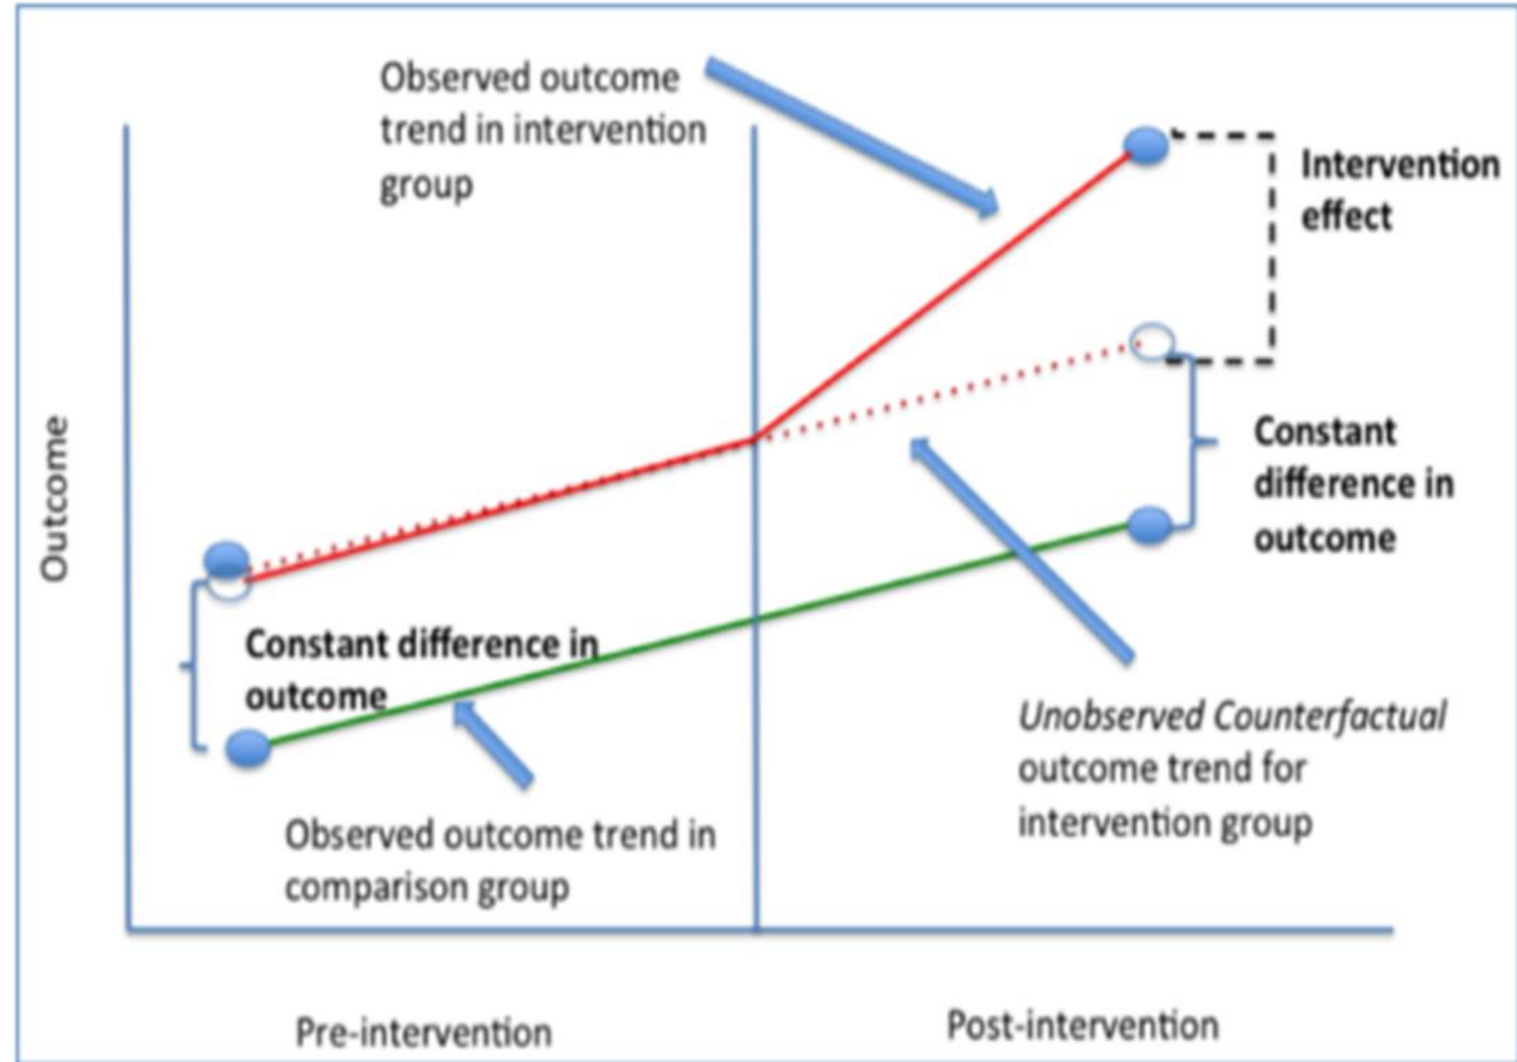 Observed outcome
trend in intervention
group
Intervention
effect
Constant
difference in
outcome
Outcome
Constant difference in
outcome
Unobserved Counterfactual
outcome trend for
intervention group
Observed outcome trend in
comparison group
Pre-intervention
Post-intervention